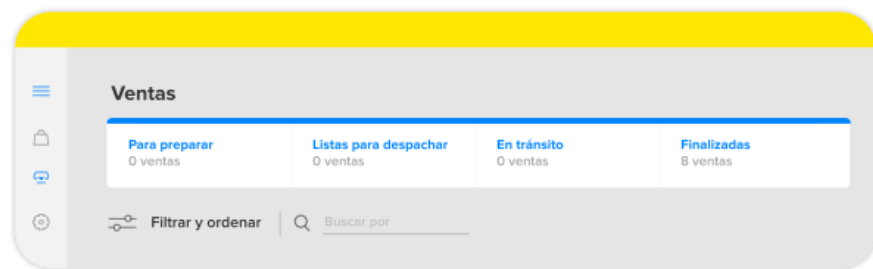 Ventas
Para preparar
0 ventas
Listas para despachar
0 ventas
En tránsito
0 ventas
Finalizadas
8 ventas
Filtrar y ordenar
Buscar por